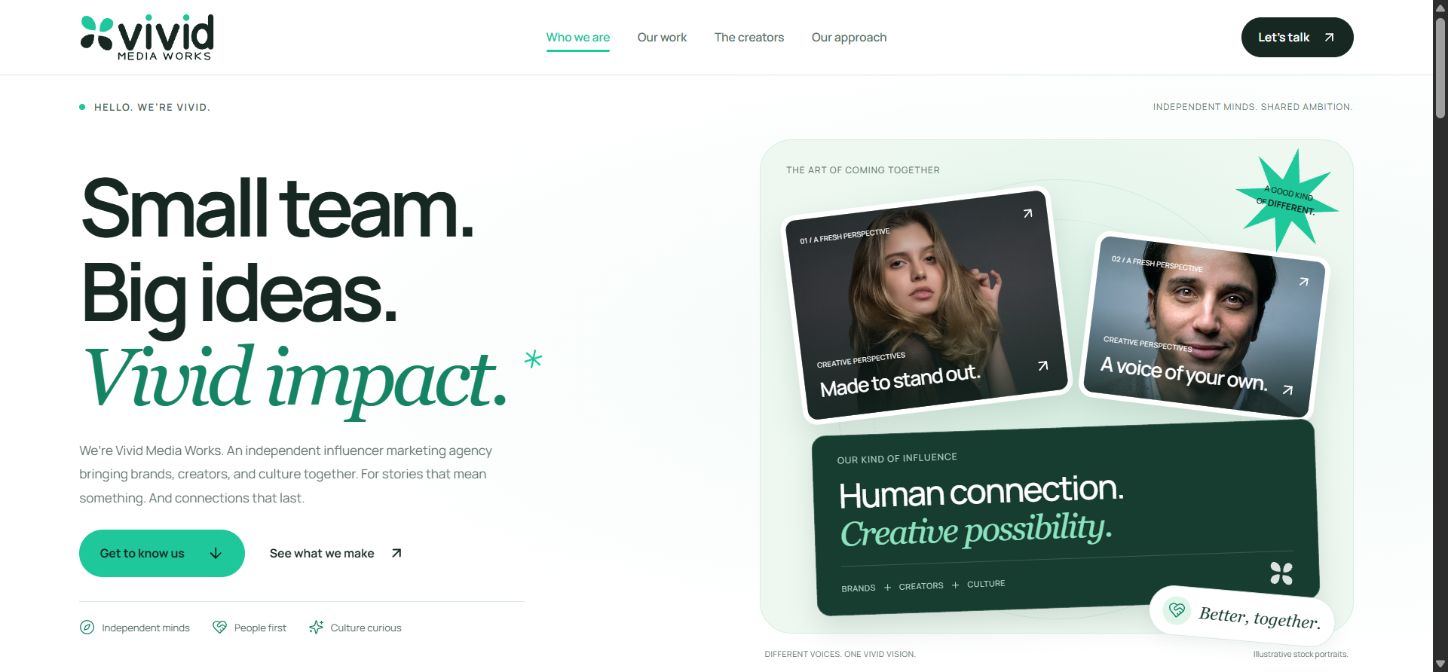 vivid
MEDIA WORKS
Who we are
Our work
The creators
Our approach
Let's talk
HELLO. WE'RE VIVID.
INDEPENDENT MINDS. SHARED AMBITION.
Small team.
Big ideas.
Vivid impact.*
We're Vivid Media Works. An independent influencer marketing agency
bringing brands, creators, and culture together. For stories that mean
something. And connections that last.
Get to know us
See what we make
Independent minds
People first
Culture curious
THE ART OF COMING TOGETHER
A GOOD KIND
OF DIFFERENT.
01 / A FRESH PERSPECTIVE
CREATIVE PERSPECTIVES
Made to stand out.
02 / A FRESH PERSPECTIVE
CREATIVE PERSPECTIVES
A voice of your own.
OUR KIND OF INFLUENCE
Human connection.
Creative possibility.
BRANDS + CREATORS + CULTURE
Better, together.
DIFFERENT VOICES. ONE VIVID VISION.
Illustrative stock portraits.